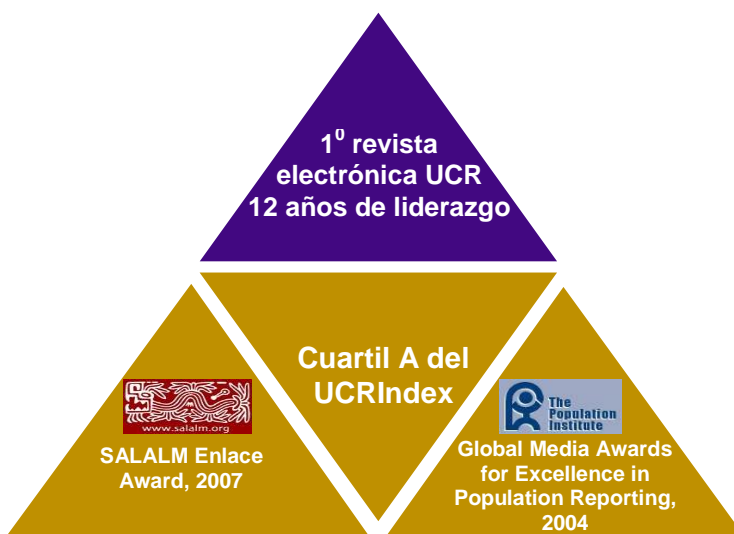 1⁰ revista
electrónica UCR
12 años de liderazgo
Cuartil A del
UCRIndex
www.salalm.org
SALALM Enlace
Award, 2007
The
Population
Institute
Global Media Awards
for Excellence in
Population Reporting,
2004